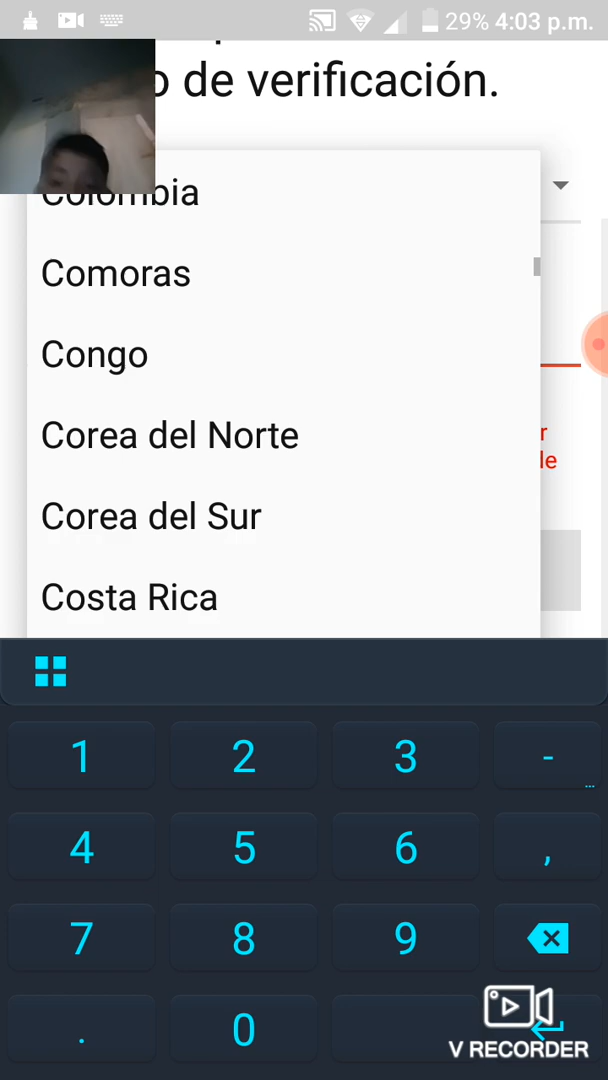 29% 4:03 p.m.
de verificación.
Colombia
Comoras
Congo
Corea del Norte
r
le
Corea del Sur
Costa Rica
1 2 3 -
...
4 5 6 ,
7 8 9
. 0
V RECORDER